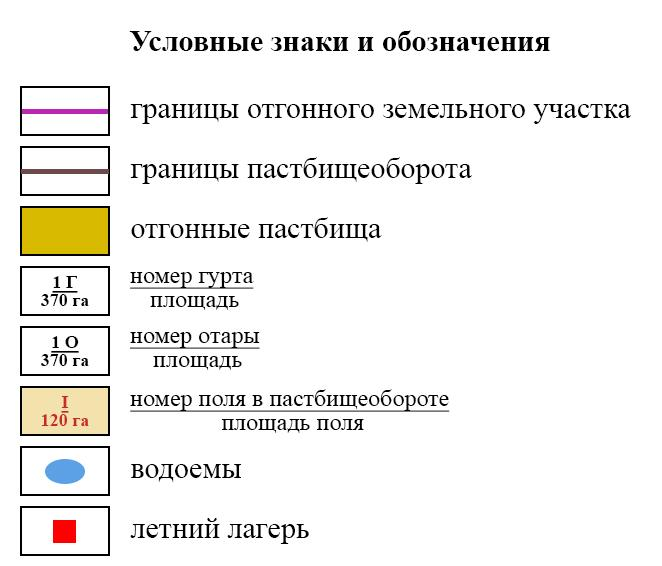 Условные знаки и обозначения
границы отгонного земельного участка
границы пастбищеоборота
отгонные пастбища
1 Г
370 га
номер гурта
площадь
1 О
370 га
номер отары
площадь
I
120 га
номер поля в пастбищеобороте
площадь поля
водоемы
летний лагерь